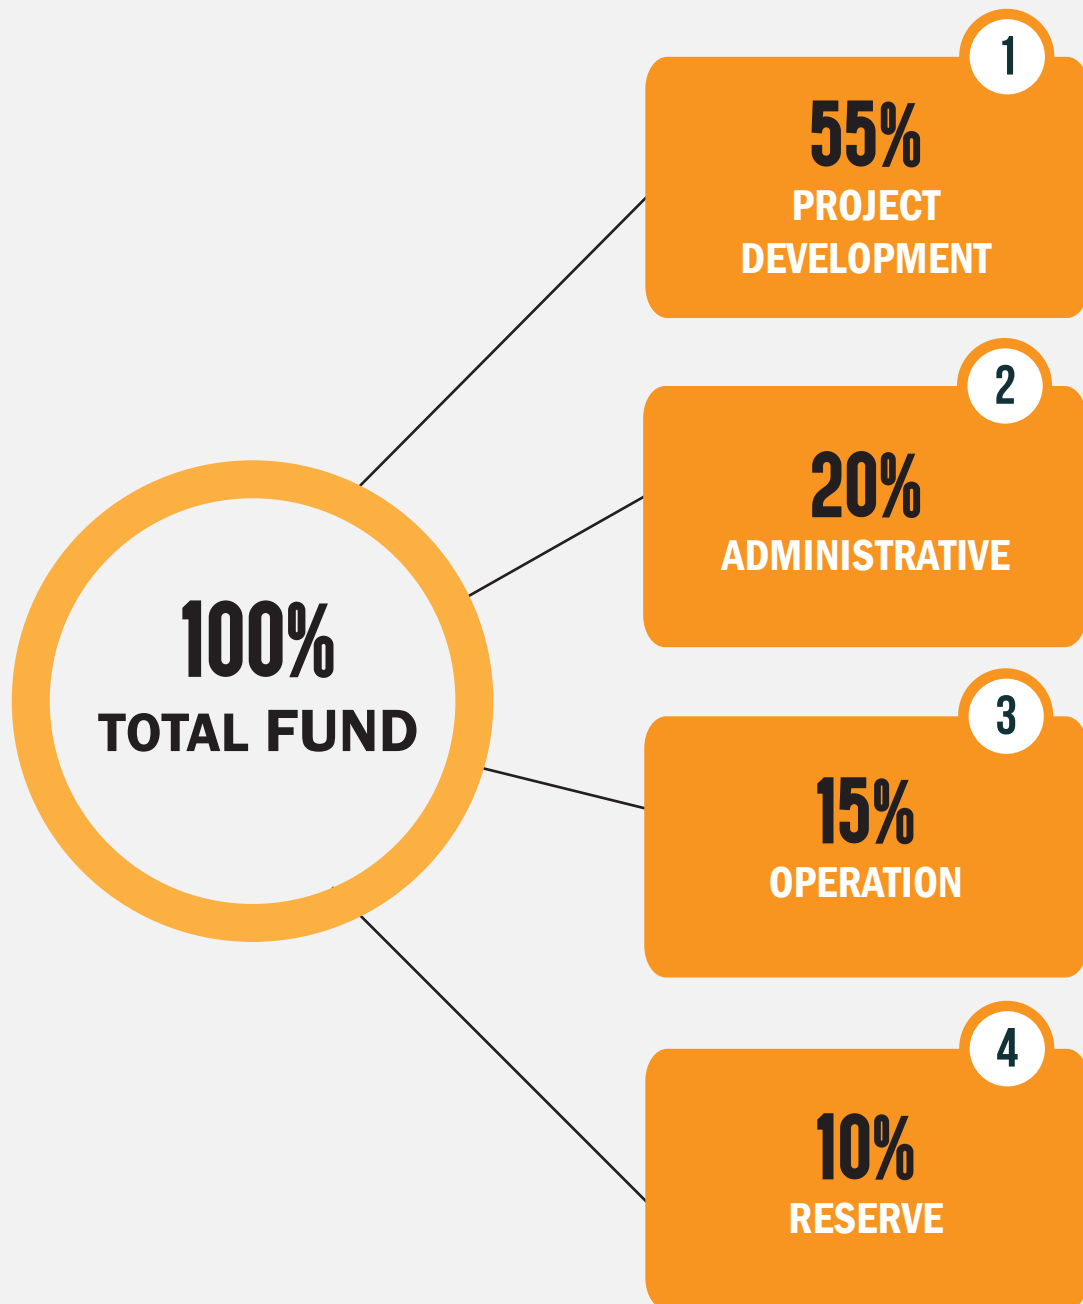 1
55%
PROJECT
DEVELOPMENT
2
20%
ADMINISTRATIVE
100%
TOTAL FUND
3
15%
OPERATION
4
10%
RESERVE